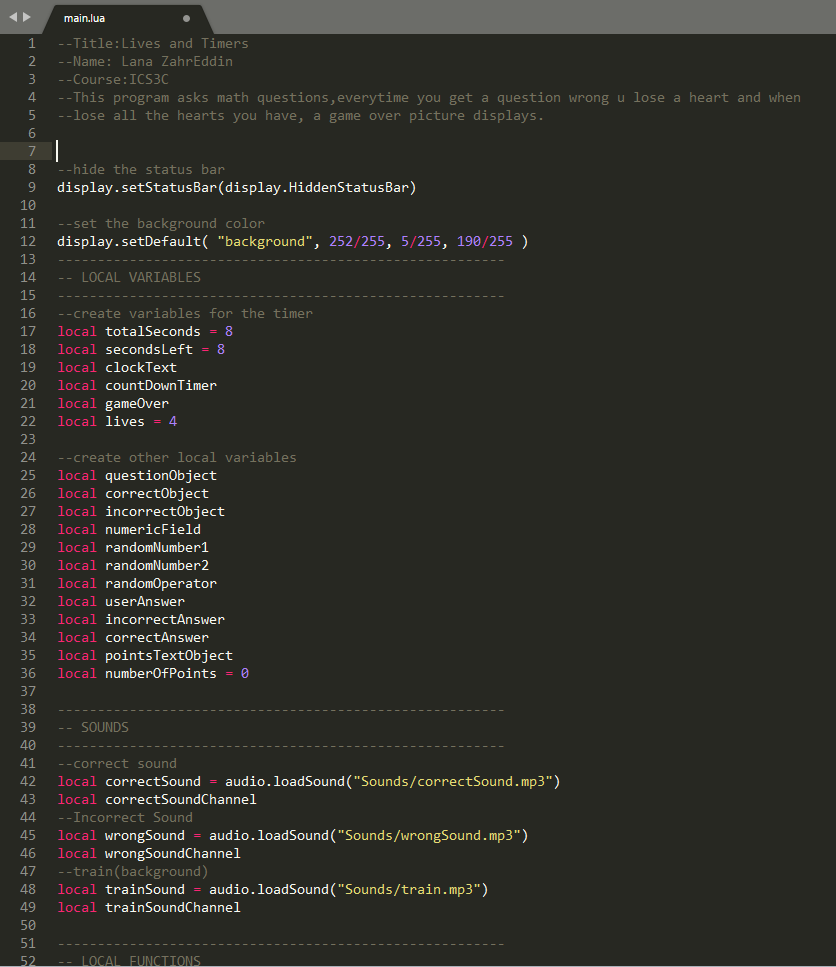 main.lua
1 --Title:Lives and Timers
2 --Name: Lana ZahrEddin
3 --Course:ICS3C
4 --This program asks math questions,everytime you get a question wrong u lose a heart and when
5 --lose all the hearts you have, a game over picture displays.
6
7
8 --hide the status bar
9 display.setStatusBar(display.HiddenStatusBar)
10
11 --set the background color
12 display.setDefault( "background", 252/255, 5/255, 190/255 )
13 --------------------------------------------------------
14 -- LOCAL VARIABLES
15 --------------------------------------------------------
16 --create variables for the timer
17 local totalSeconds = 8
18 local secondsLeft = 8
19 local clockText
20 local countDownTimer
21 local gameOver
22 local lives = 4
23
24 --create other local variables
25 local questionObject
26 local correctObject
27 local incorrectObject
28 local numericField
29 local randomNumber1
30 local randomNumber2
31 local randomOperator
32 local userAnswer
33 local incorrectAnswer
34 local correctAnswer
35 local pointsTextObject
36 local numberOfPoints = 0
37
38 --------------------------------------------------------
39 -- SOUNDS
40 --------------------------------------------------------
41 --correct sound
42 local correctSound = audio.loadSound("Sounds/correctSound.mp3")
43 local correctSoundChannel
44 --Incorrect Sound
45 local wrongSound = audio.loadSound("Sounds/wrongSound.mp3")
46 local wrongSoundChannel
47 --train(background)
48 local trainSound = audio.loadSound("Sounds/train.mp3")
49 local trainSoundChannel
50
51 --------------------------------------------------------
52 -- LOCAL FUNCTIONS